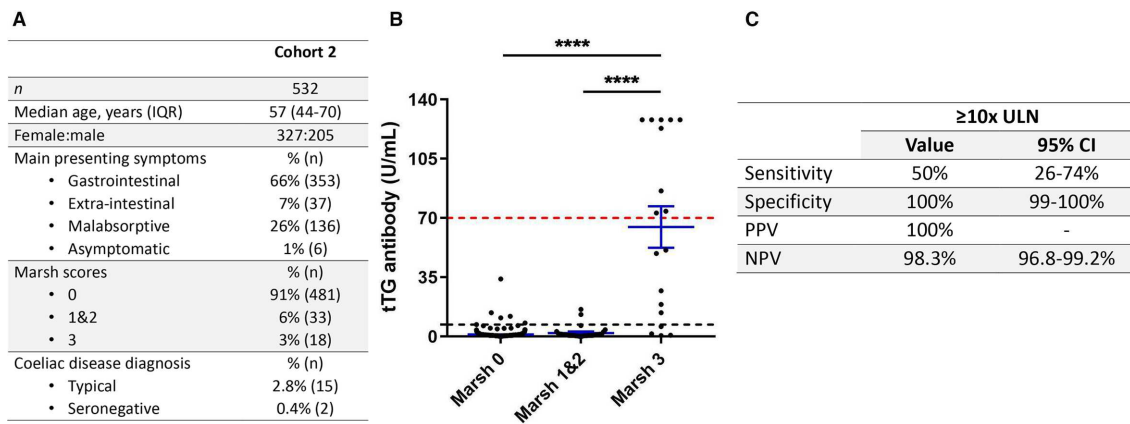 A
Cohort 2
n 532
Median age, years (IQR) 57 (44-70)
Female:male 327:205
Main presenting symptoms % (n)
• Gastrointestinal 66% (353)
• Extra-intestinal 7% (37)
• Malabsorptive 26% (136)
• Asymptomatic 1% (6)
Marsh scores % (n)
• 0 91% (481)
• 1&2 6% (33)
• 3 3% (18)
Coeliac disease diagnosis % (n)
• Typical 2.8% (15)
• Seronegative 0.4% (2)
B
****
****
tTG antibody (U/mL)
140
105
70
35
0
Marsh 0
Marsh 1&2
Marsh 3
C
≥10x ULN
Value 95% CI
Sensitivity 50% 26-74%
Specificity 100% 99-100%
PPV 100% -
NPV 98.3% 96.8-99.2%